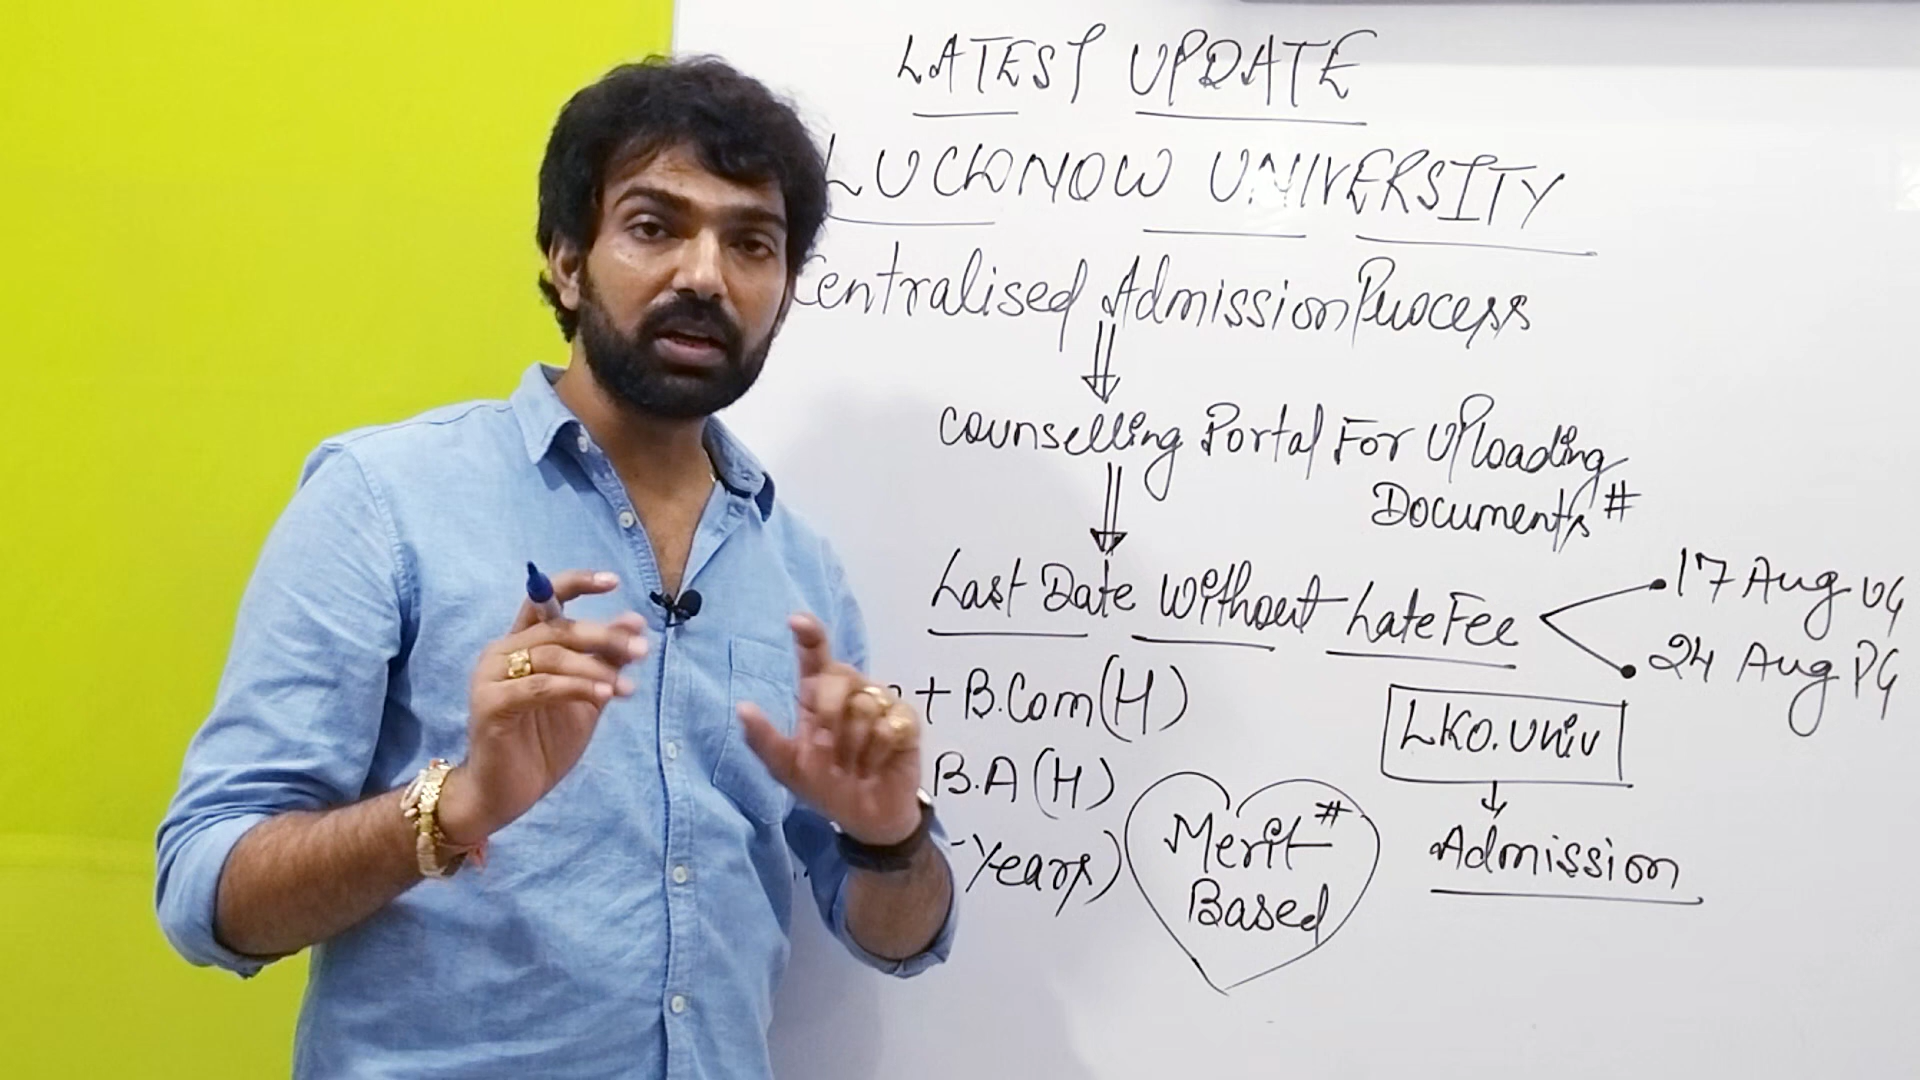 LATEST UPDATE
LUCKNOW UNIVERSITY
Centralised Admission Process
Counselling Portal For Uploading
Documents #
Last Date Without Late Fee
17 Aug UG
24 Aug PG
+ B.Com (H)
B.A (H)
Years)
Merit #
Based
LKO. Univ
Admission